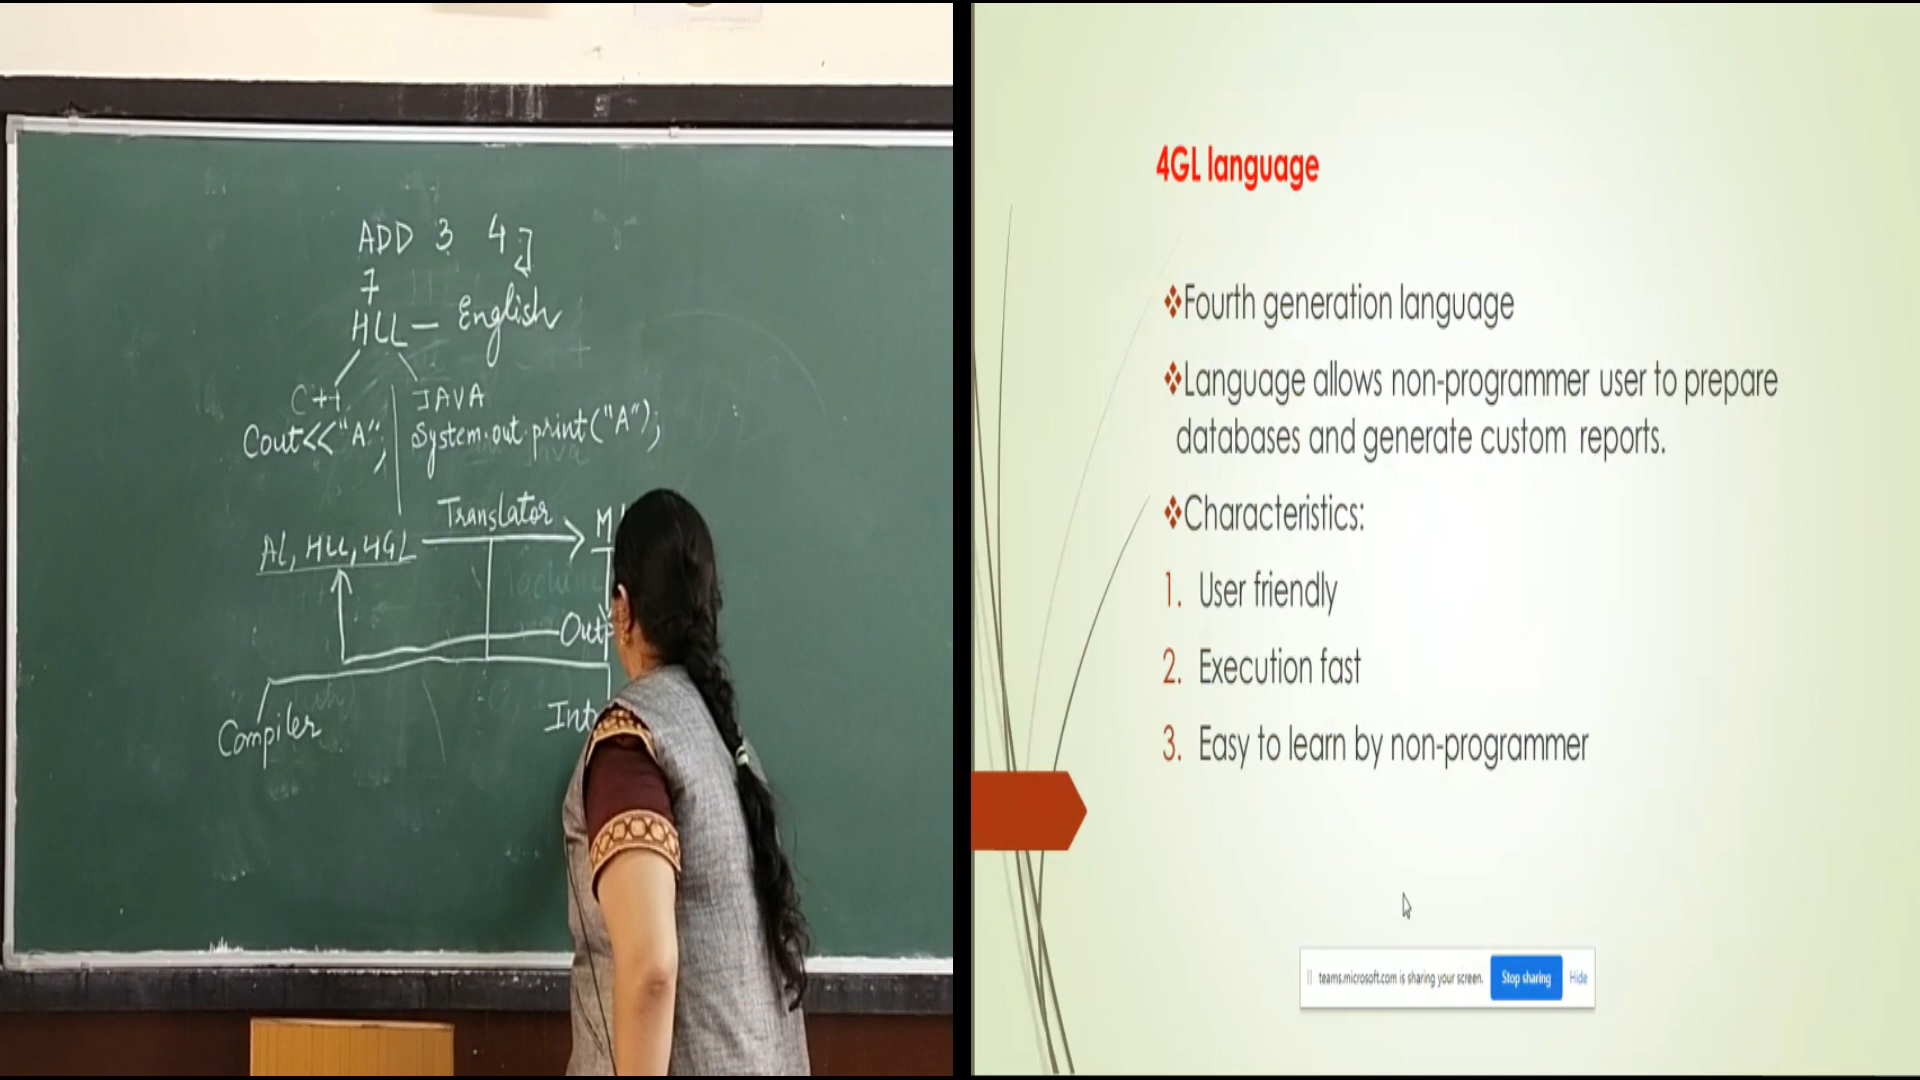 ADD 3 4
7
HLL — English
C++ JAVA
Cout<<"A"; System.out.print("A");
Translator
AL, HLL, 4GL
Compiler
4GL language
Fourth generation language
Language allows non-programmer user to prepare
databases and generate custom reports.
Characteristics:
1. User friendly
2. Execution fast
3. Easy to learn by non-programmer
teams.microsoft.com is sharing your screen. Stop sharing Hide